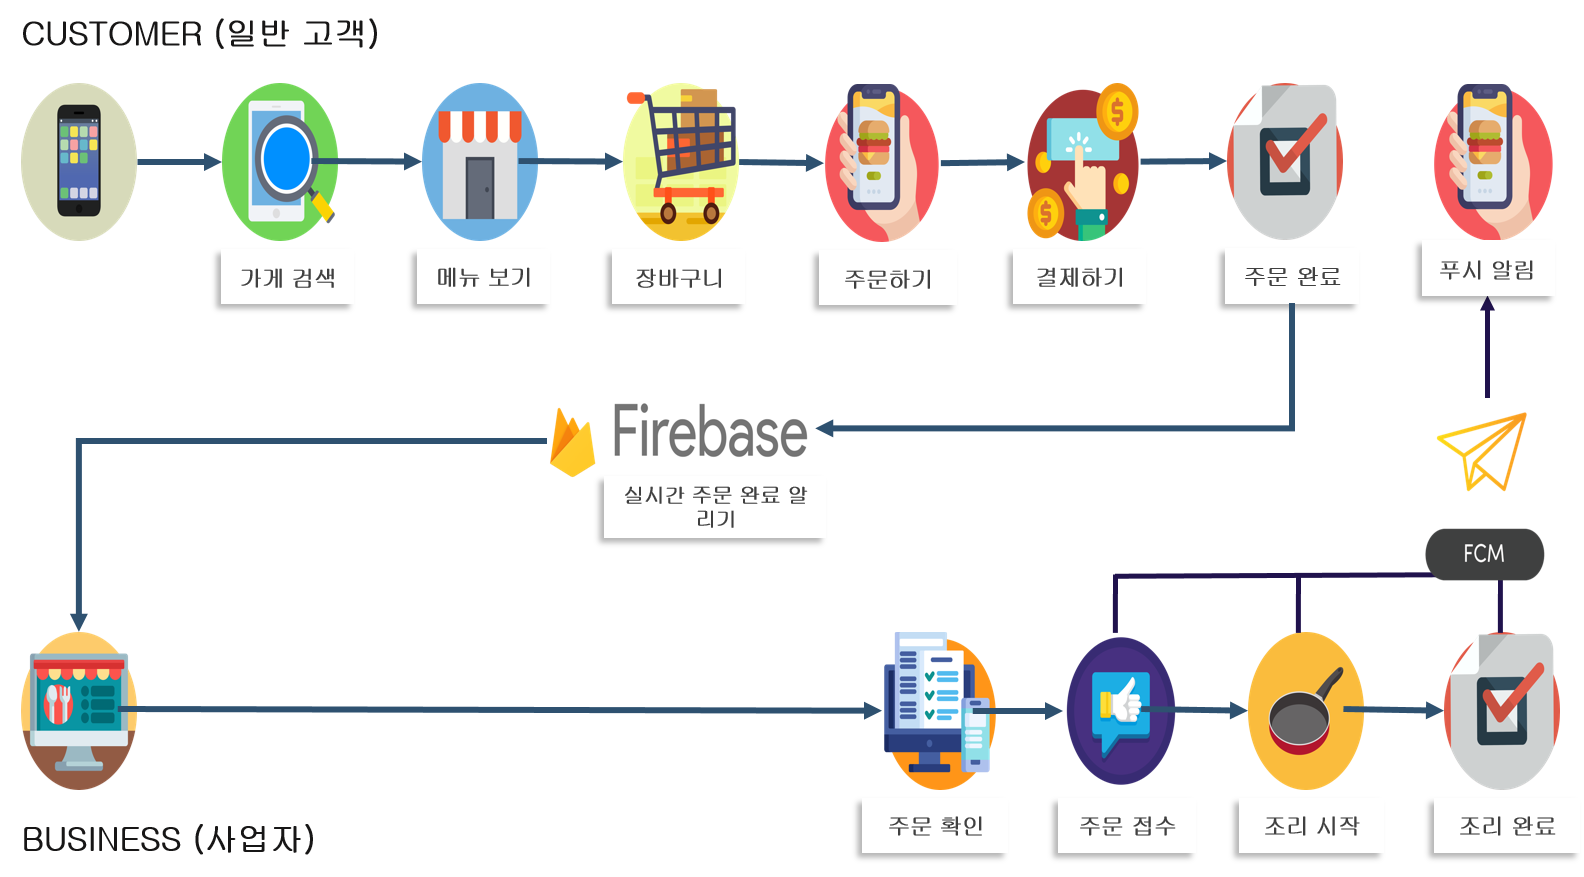 CUSTOMER (일반 고객)
가게 검색
메뉴 보기
장바구니
주문하기
결제하기
주문 완료
푸시 알림
Firebase
실시간 주문 완료 알
리기
FCM
주문 확인
주문 접수
조리 시작
조리 완료
BUSINESS (사업자)